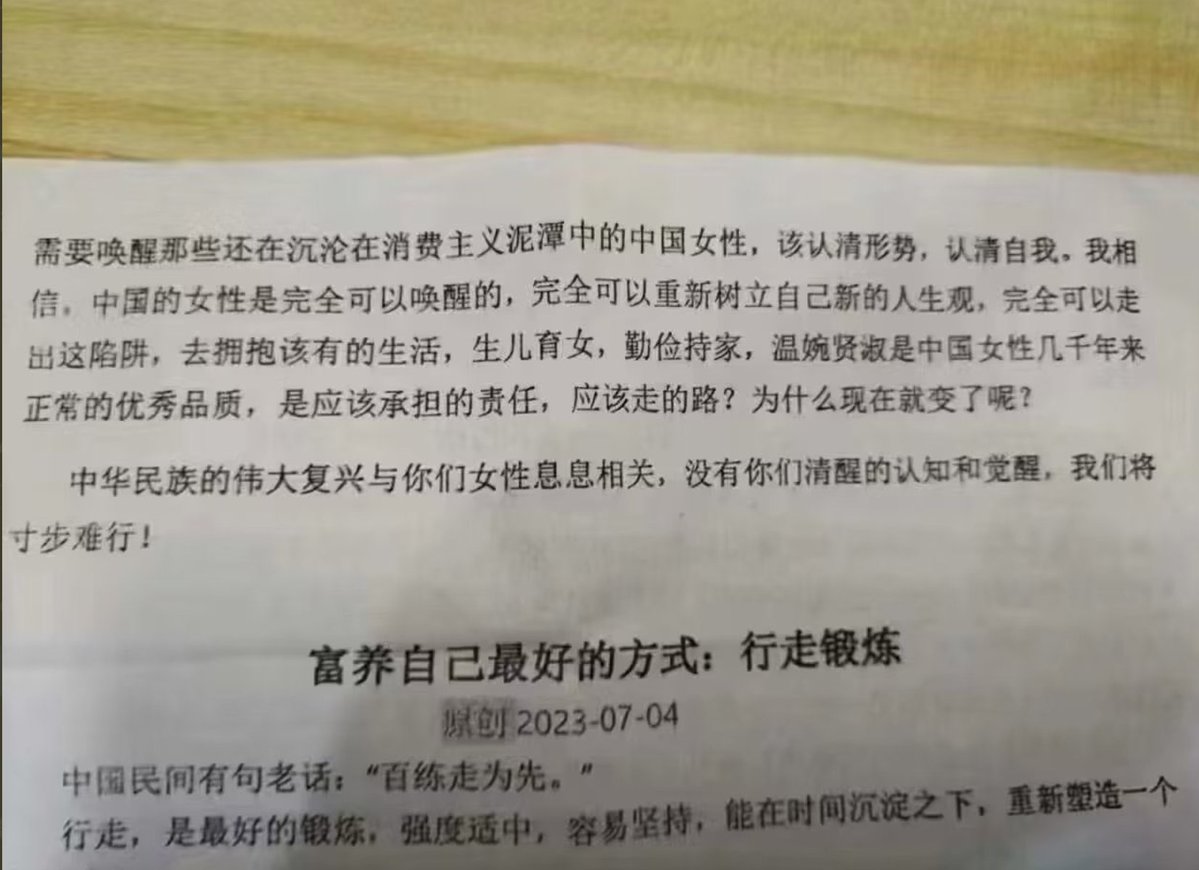 需要唤醒那些还在沉沦在消费主义泥潭中的中国女性，该认清形势，认清自我。我相
信，中国的女性是完全可以唤醒的，完全可以重新树立自己新的人生观，完全可以走
出这陷阱，去拥抱该有的生活，生儿育女，勤俭持家，温婉贤淑是中国女性几千年来
正常的优秀品质，是应该承担的责任，应该走的路？为什么现在就变了呢？
中华民族的伟大复兴与你们女性息息相关，没有你们清醒的认知和觉醒，我们将
寸步难行！
富养自己最好的方式：行走锻炼
原创 2023-07-04
中国民间有句老话：“百练走为先。”
行走，是最好的锻炼，强度适中，容易坚持，能在时间沉淀之下，重新塑造一个